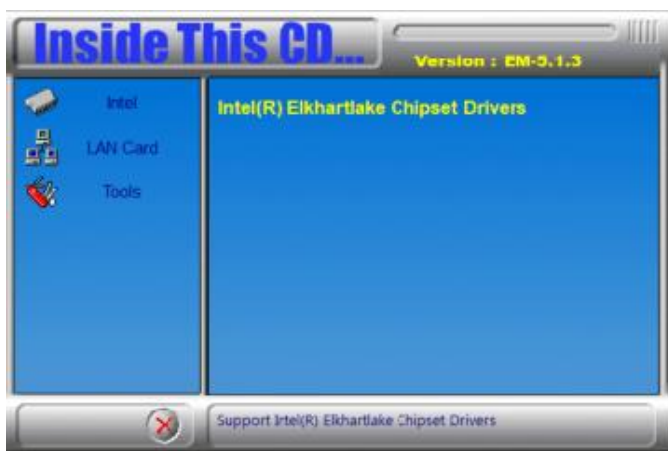 Inside This CD...
Version : EM-5.1.3
Intel
LAN Card
Tools
Intel(R) Elkhartlake Chipset Drivers
Support Intel(R) Elkhartlake Chipset Drivers